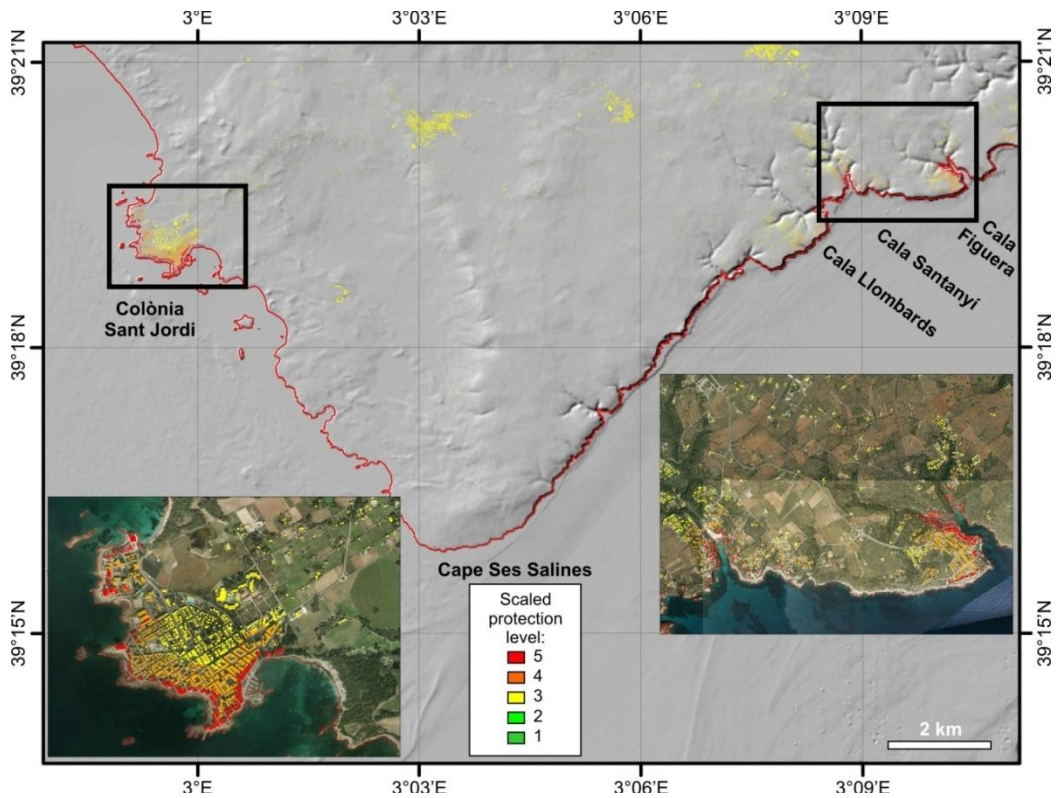 3°E
3°03'E
3°06'E
3°09'E
39°21'N
39°21'N
Colònia
Sant Jordi
Cala
Figuera
Cala Santanyí
Cala Llombards
39°18'N
39°18'N
Cape Ses Salines
Scaled
protection
level:
5
4
3
2
1
39°15'N
39°15'N
2 km
3°E
3°03'E
3°06'E
3°09'E